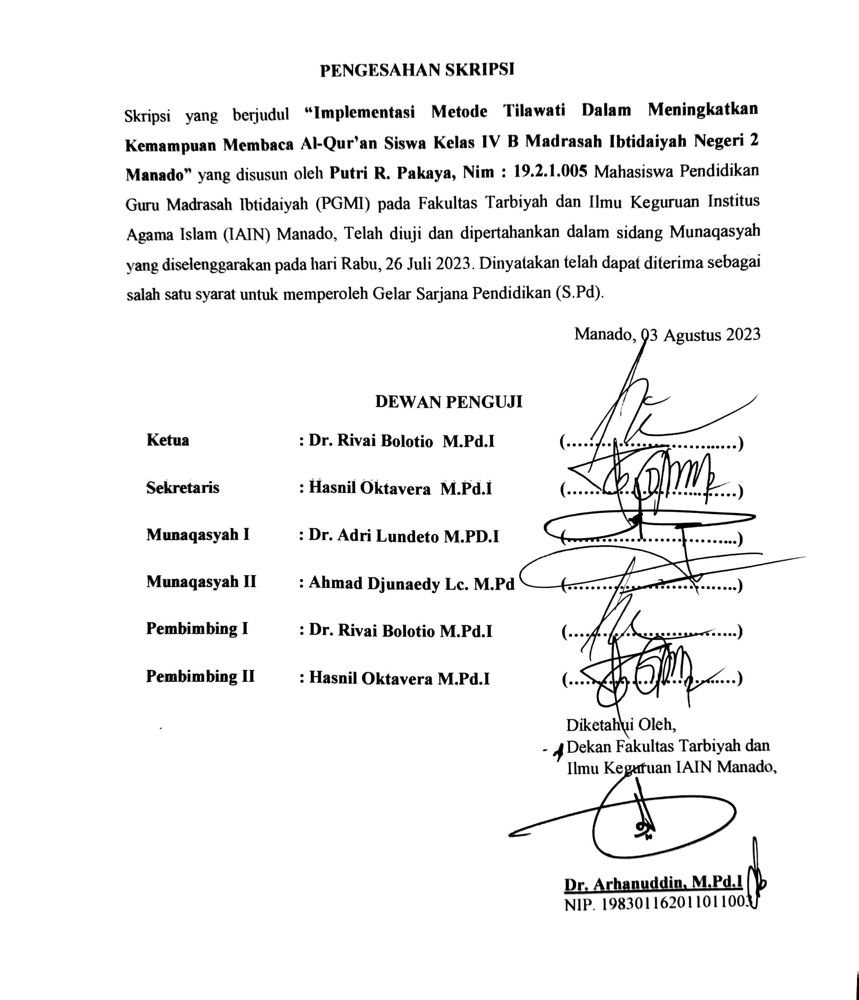 PENGESAHAN SKRIPSI
Skripsi yang berjudul “Implementasi Metode Tilawati Dalam Meningkatkan
Kemampuan Membaca Al-Qur’an Siswa Kelas IV B Madrasah Ibtidaiyah Negeri 2
Manado” yang disusun oleh Putri R. Pakaya, Nim : 19.2.1.005 Mahasiswa Pendidikan
Guru Madrasah Ibtidaiyah (PGMI) pada Fakultas Tarbiyah dan Ilmu Keguruan Institus
Agama Islam (IAIN) Manado, Telah diuji dan dipertahankan dalam sidang Munaqasyah
yang diselenggarakan pada hari Rabu, 26 Juli 2023. Dinyatakan telah dapat diterima sebagai
salah satu syarat untuk memperoleh Gelar Sarjana Pendidikan (S.Pd).
Manado, 03 Agustus 2023
DEWAN PENGUJI
Ketua : Dr. Rivai Bolotio M.Pd.I (....................................)
Sekretaris : Hasnil Oktavera M.Pd.I (....................................)
Munaqasyah I : Dr. Adri Lundeto M.PD.I (....................................)
Munaqasyah II : Ahmad Djunaedy Lc. M.Pd (....................................)
Pembimbing I : Dr. Rivai Bolotio M.Pd.I (....................................)
Pembimbing II : Hasnil Oktavera M.Pd.I (....................................)
Diketahui Oleh,
Dekan Fakultas Tarbiyah dan
Ilmu Keguruan IAIN Manado,
Dr. Arhanuddin, M.Pd.I
NIP. 198301162011011003